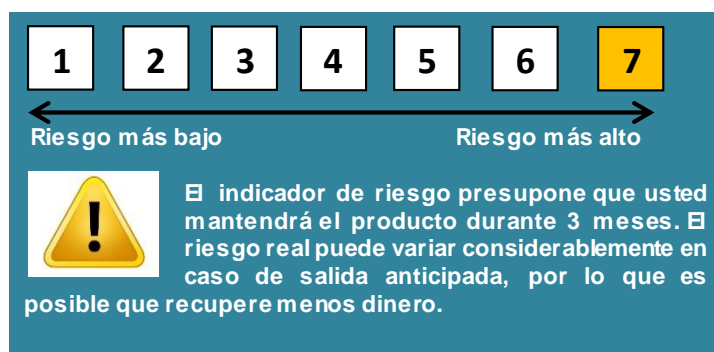 1 2 3 4 5 6 7
Riesgo más bajo Riesgo más alto
!
El indicador de riesgo presupone que usted
mantendrá el producto durante 3 meses. El
riesgo real puede variar considerablemente en
caso de salida anticipada, por lo que es
posible que recupere menos dinero.